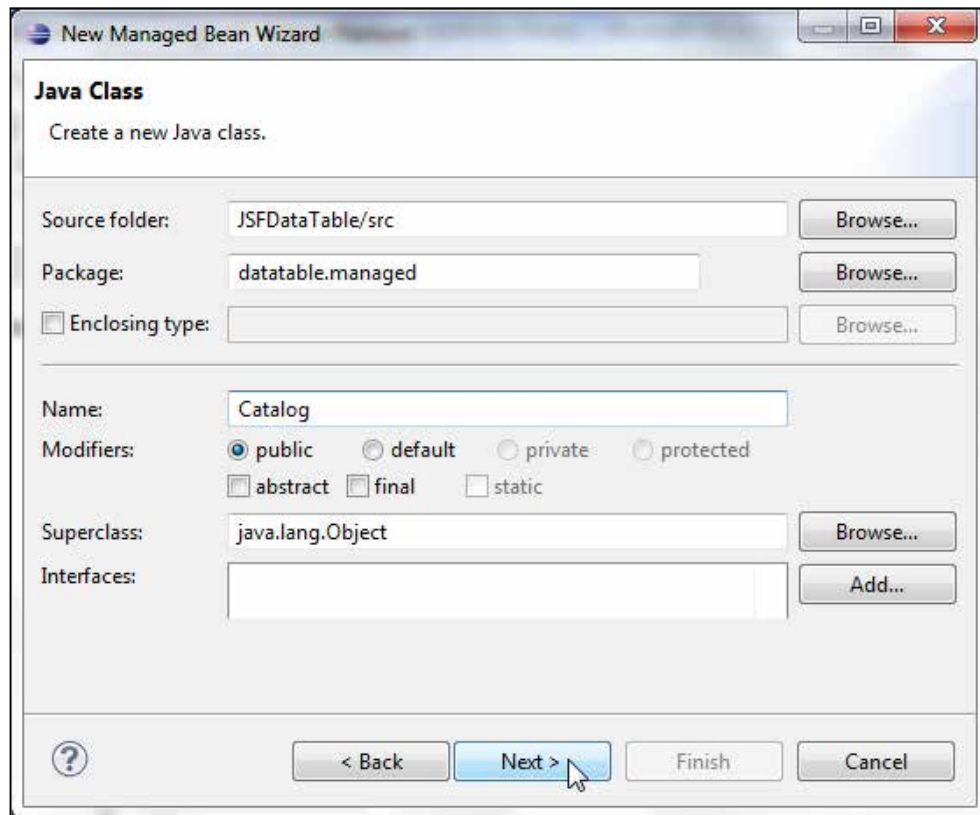 New Managed Bean Wizard
Java Class
Create a new Java class.
Source folder: JSFDataTable/src Browse...
Package: datatable.managed Browse...
Enclosing type: Browse...
Name: Catalog
Modifiers: public default private protected
abstract final static
Superclass: java.lang.Object Browse...
Interfaces: Add...
? < Back Next > Finish Cancel